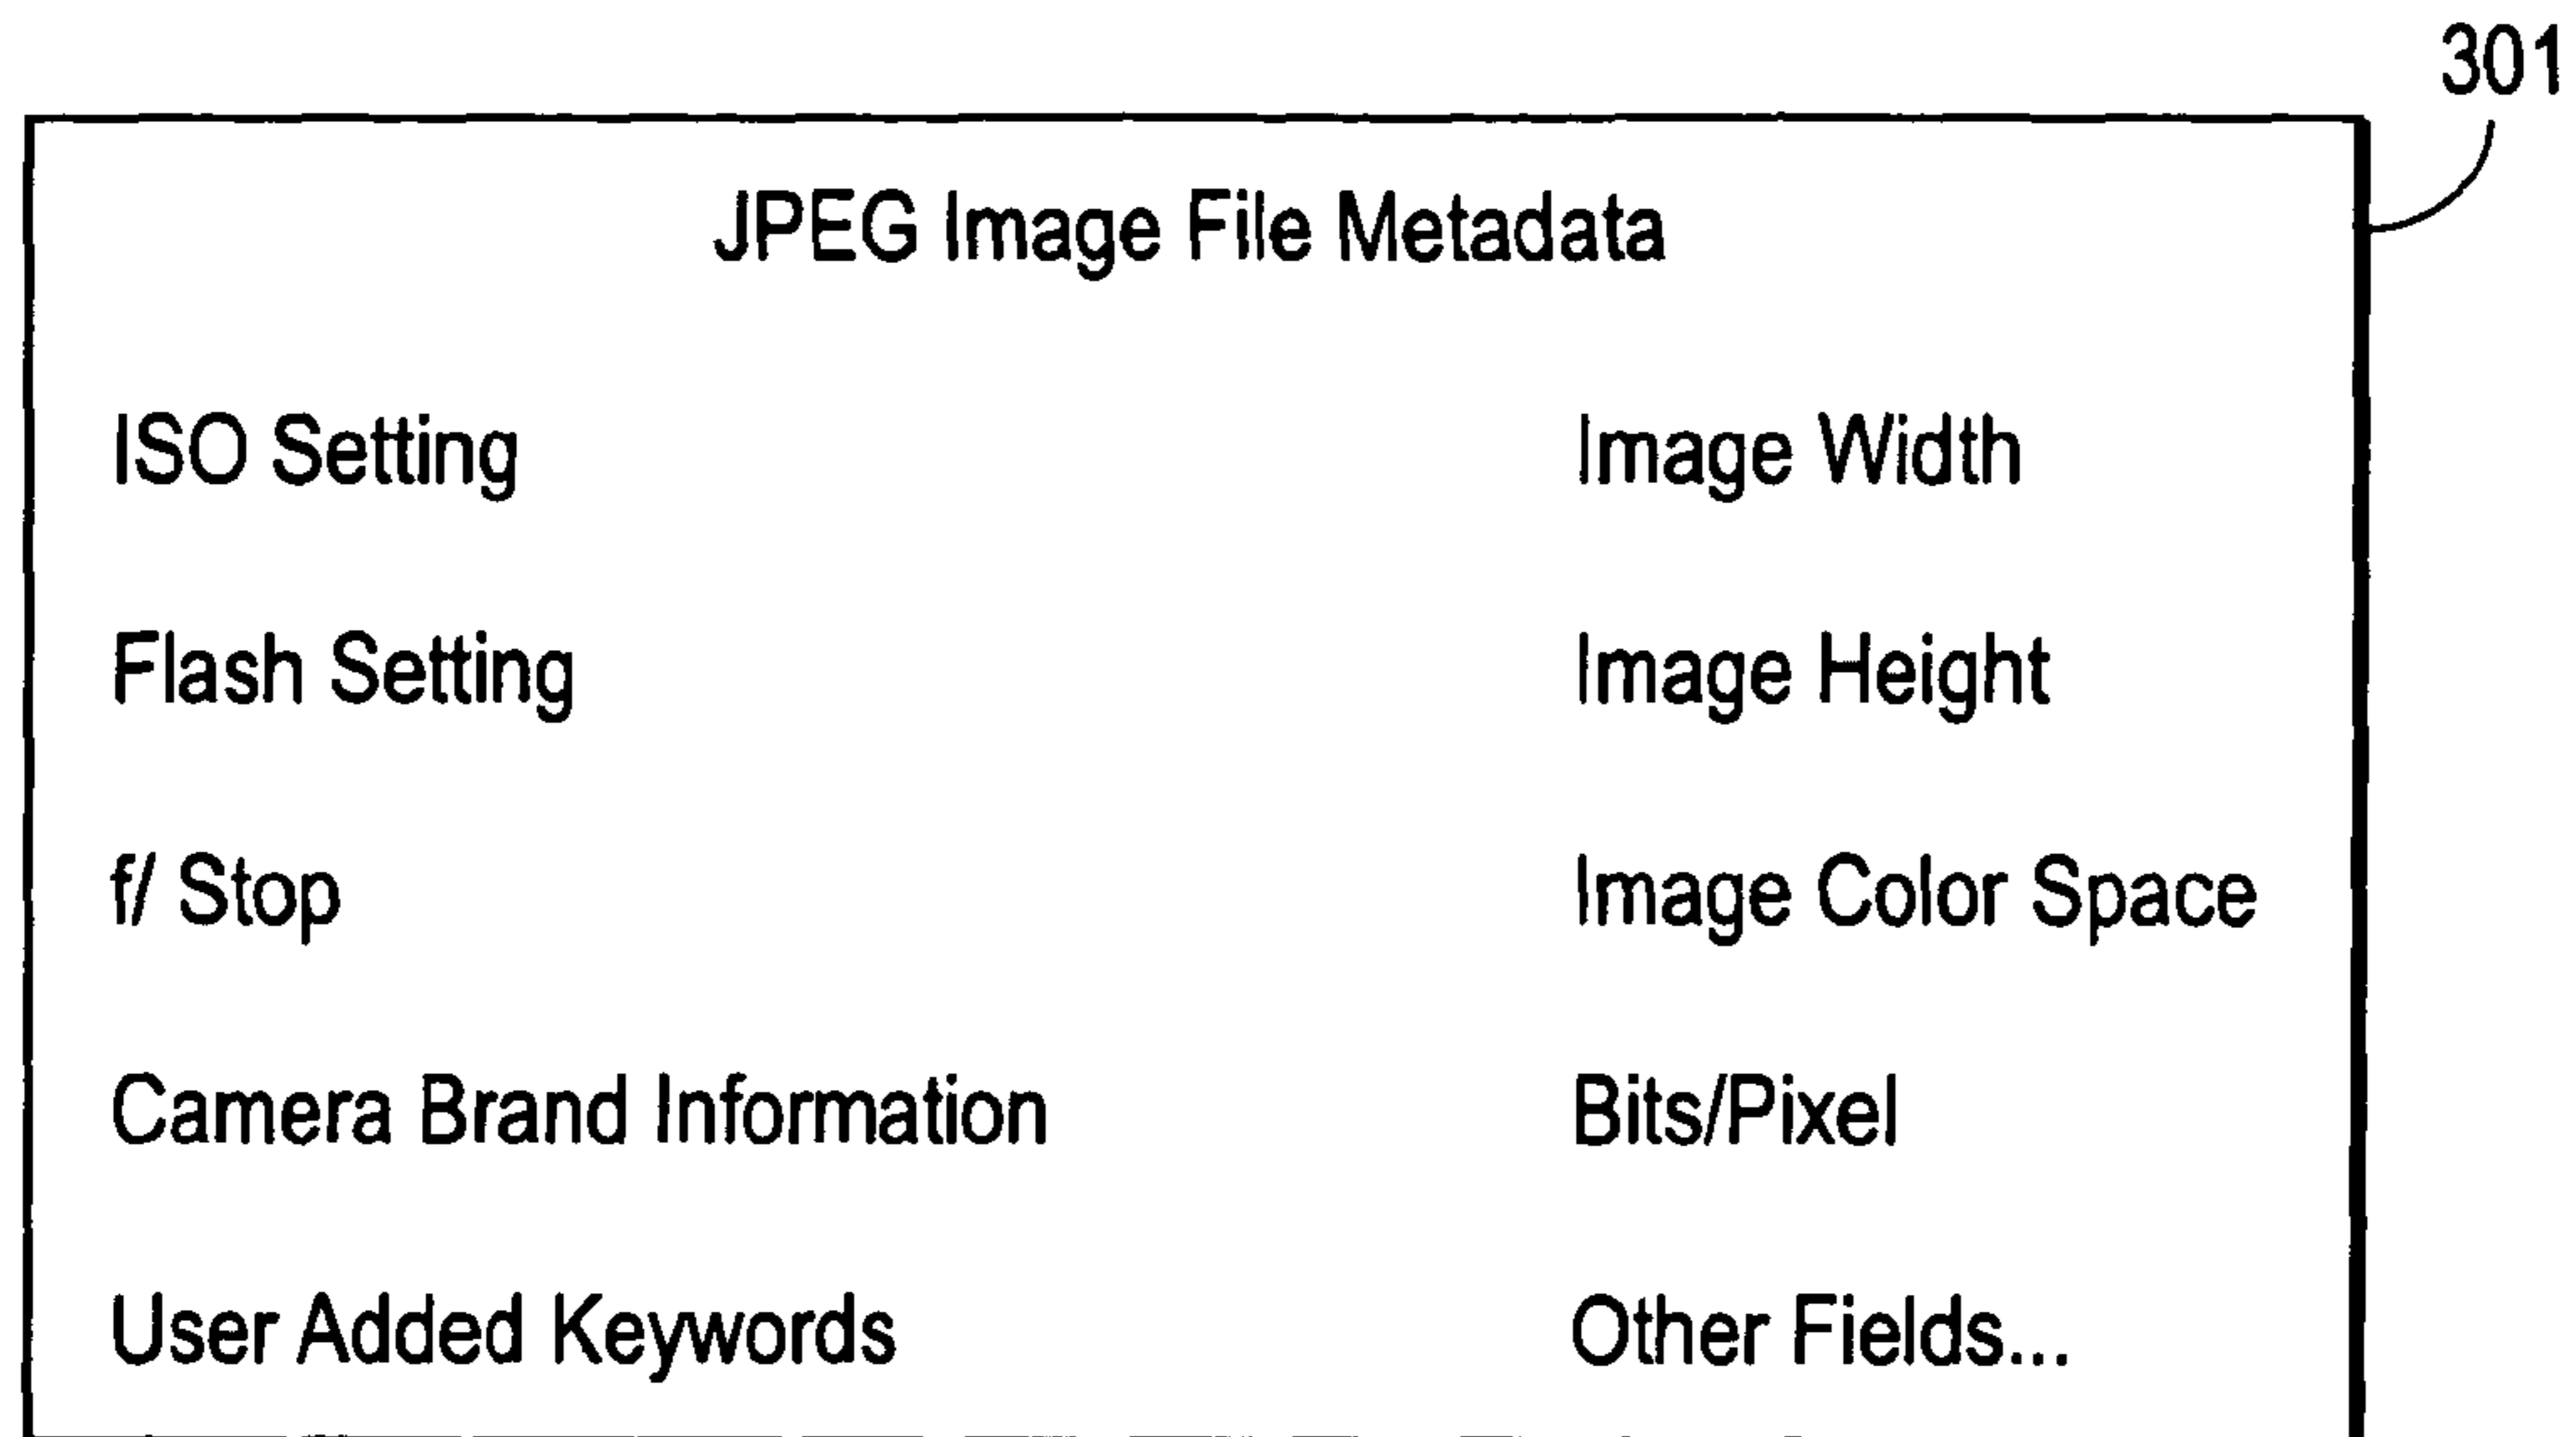 301
JPEG Image File Metadata
ISO Setting
Image Width
Flash Setting
Image Height
f/ Stop
Image Color Space
Camera Brand Information
Bits/Pixel
User Added Keywords
Other Fields...